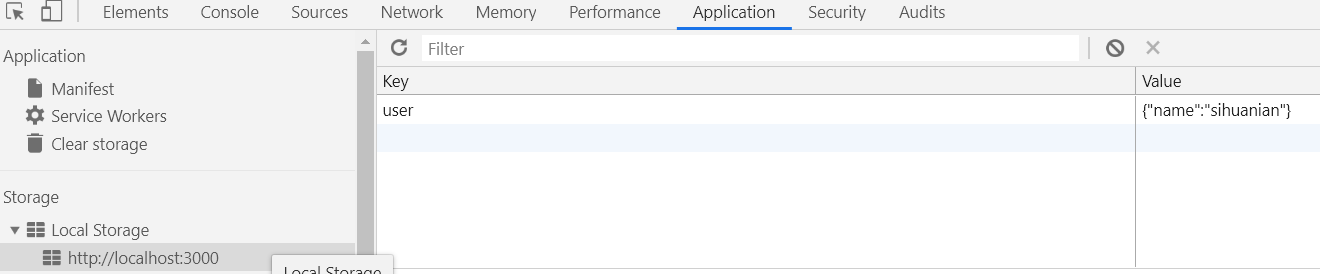 Elements Console Sources Network Memory Performance Application Security Audits
Application
Manifest
Service Workers
Clear storage
Storage
Local Storage
http://localhost:3000
Local Storage
Filter
Key Value
user {"name":"sihuanian"}